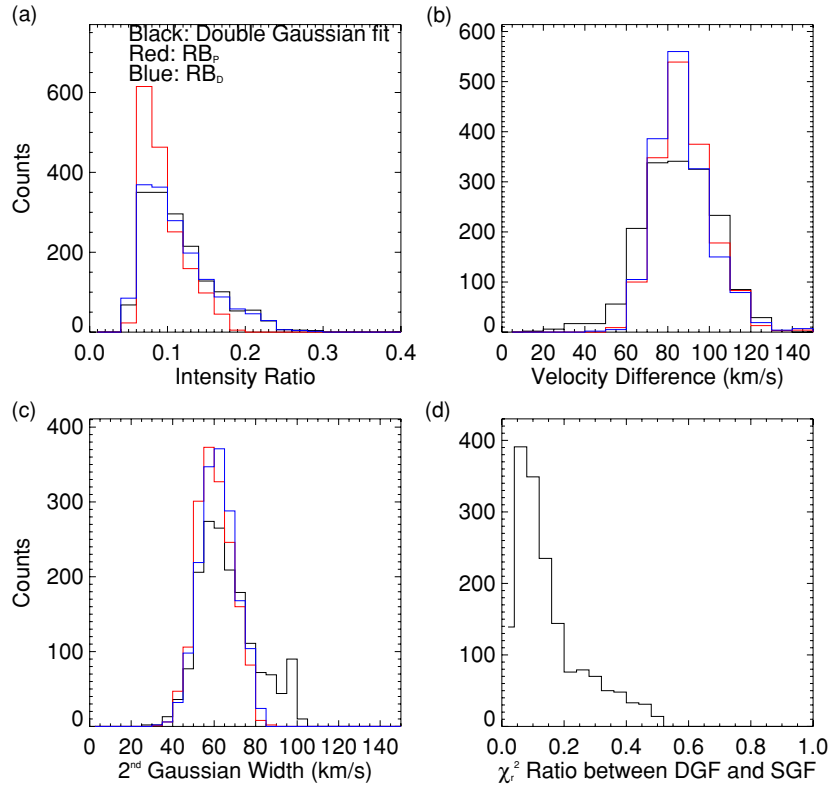 (a)
Black: Double Gaussian fit
Red: RB_P
Blue: RB_D
600
400
200
0
Counts
0.0 0.1 0.2 0.3 0.4
Intensity Ratio
(b)
600
500
400
300
200
100
0
0 20 40 60 80 100 120 140
Velocity Difference (km/s)
(c)
400
300
200
100
0
Counts
0 20 40 60 80 100 120 140
2nd Gaussian Width (km/s)
(d)
400
300
200
100
0
0.0 0.2 0.4 0.6 0.8 1.0
χ_r^2 Ratio between DGF and SGF